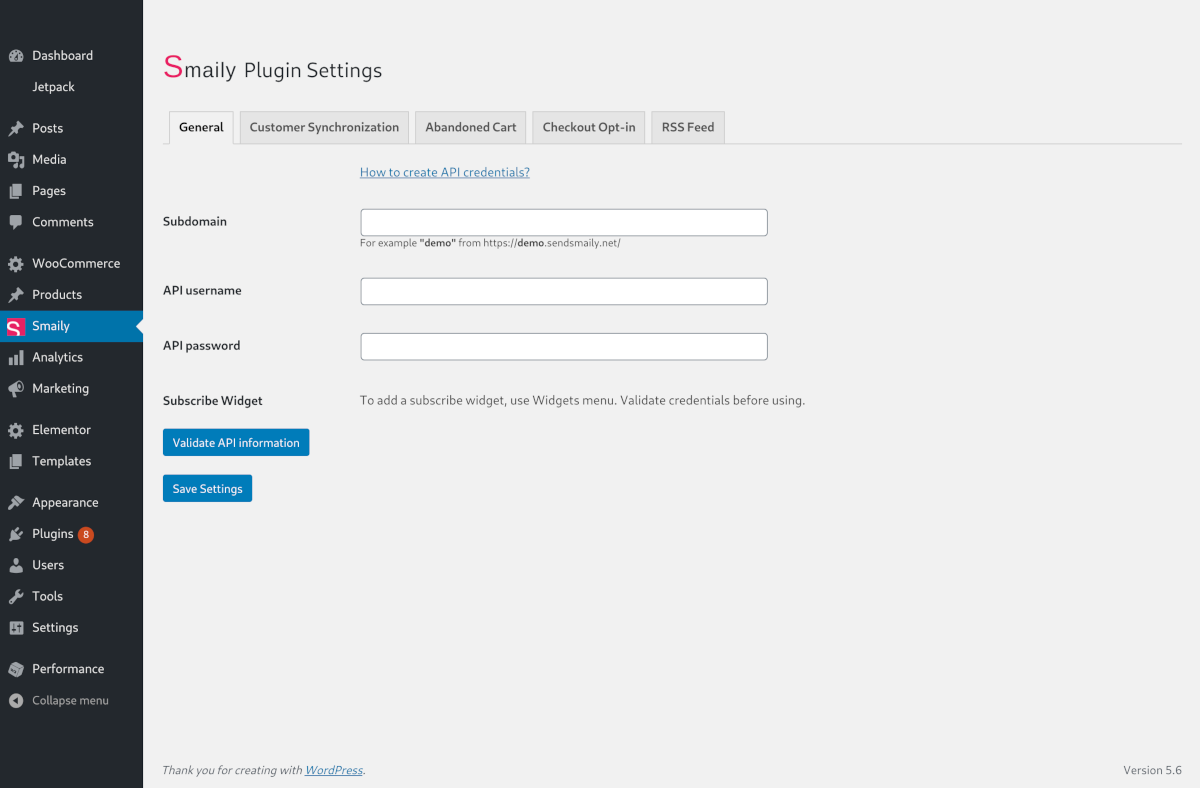 Dashboard
Jetpack
Posts
Media
Pages
Comments
WooCommerce
Products
Smaily
Analytics
Marketing
Elementor
Templates
Appearance
Plugins 8
Users
Tools
Settings
Performance
Collapse menu
Smaily Plugin Settings
General Customer Synchronization Abandoned Cart Checkout Opt-in RSS Feed
How to create API credentials?
Subdomain
For example "demo" from https://demo.sendsmaily.net/
API username
API password
Subscribe Widget To add a subscribe widget, use Widgets menu. Validate credentials before using.
Validate API information
Save Settings
Thank you for creating with WordPress. Version 5.6